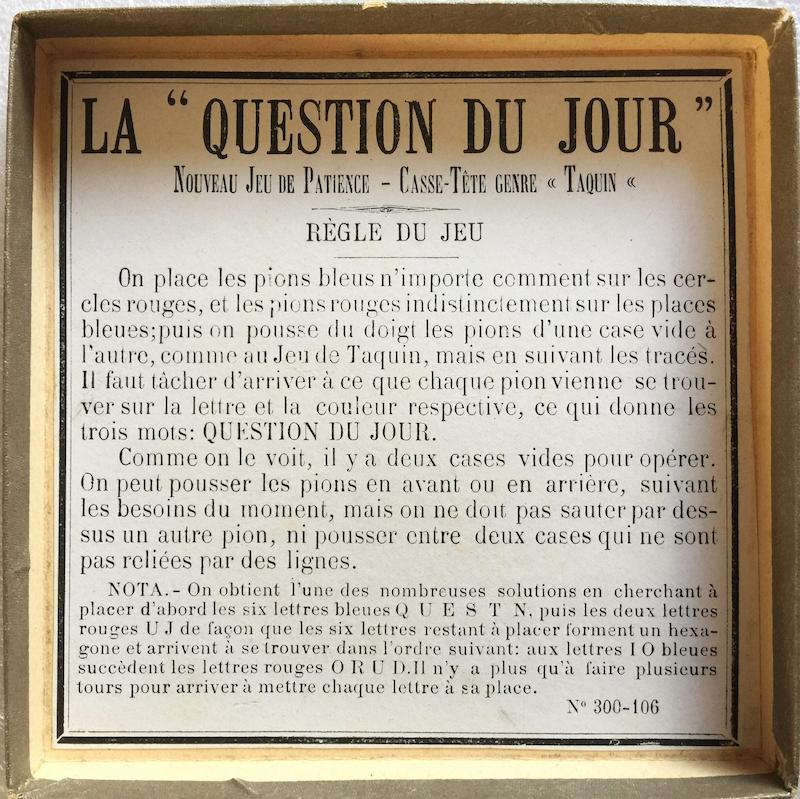 LA “ QUESTION DU JOUR ”
NOUVEAU JEU DE PATIENCE - CASSE-TÊTE GENRE « TAQUIN «
RÈGLE DU JEU
On place les pions bleus n'importe comment sur les cer-
cles rouges, et les pions rouges indistinctement sur les places
bleues; puis on pousse du doigt les pions d'une case vide à
l'autre, comme au Jeu de Taquin, mais en suivant les tracés.
Il faut tâcher d'arriver à ce que chaque pion vienne se trou-
ver sur la lettre et la couleur respective, ce qui donne les
trois mots: QUESTION DU JOUR.
Comme on le voit, il y a deux cases vides pour opérer.
On peut pousser les pions en avant ou en arrière, suivant
les besoins du moment, mais on ne doit pas sauter par des-
sus un autre pion, ni pousser entre deux cases qui ne sont
pas reliées par des lignes.
NOTA.- On obtient l'une des nombreuses solutions en cherchant à
placer d'abord les six lettres bleues Q U E S T N, puis les deux lettres
rouges U J de façon que les six lettres restant à placer forment un hexa-
gone et arrivent à se trouver dans l'ordre suivant: aux lettres I O bleues
succèdent les lettres rouges O R U D. Il n'y a plus qu'à faire plusieurs
tours pour arriver à mettre chaque lettre à sa place.
N° 300-106